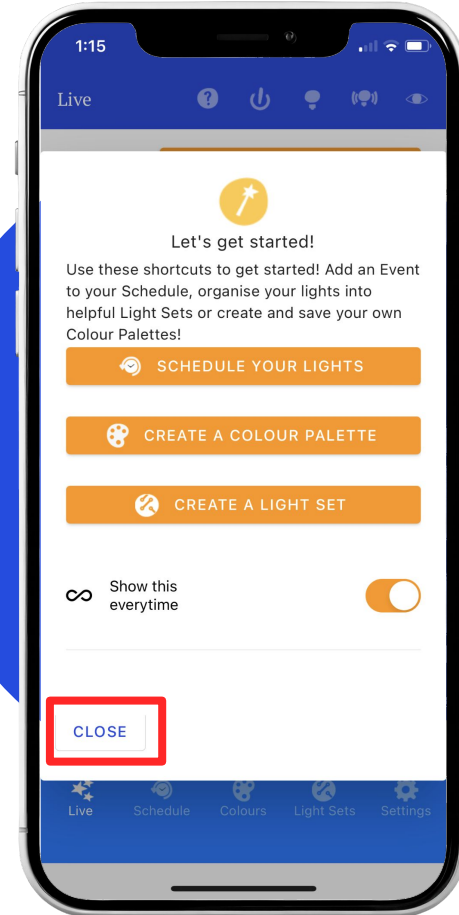 1:15
Live
?
Let's get started!
Use these shortcuts to get started! Add an Event
to your Schedule, organise your lights into
helpful Light Sets or create and save your own
Colour Palettes!
SCHEDULE YOUR LIGHTS
CREATE A COLOUR PALETTE
CREATE A LIGHT SET
Show this
everytime
CLOSE
Live Schedule Colours Light Sets Settings